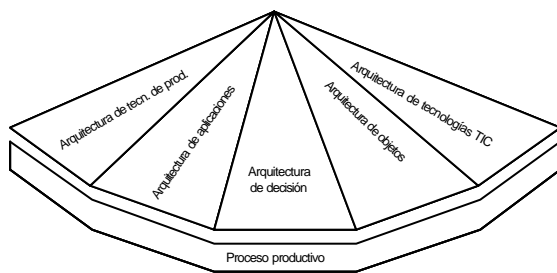 Arquitectura de tecn. de prod.
Arquitectura de aplicaciones
Arquitectura
de decisión
Arquitectura de objetos
Arquitectura de tecnologías TIC
Proceso productivo